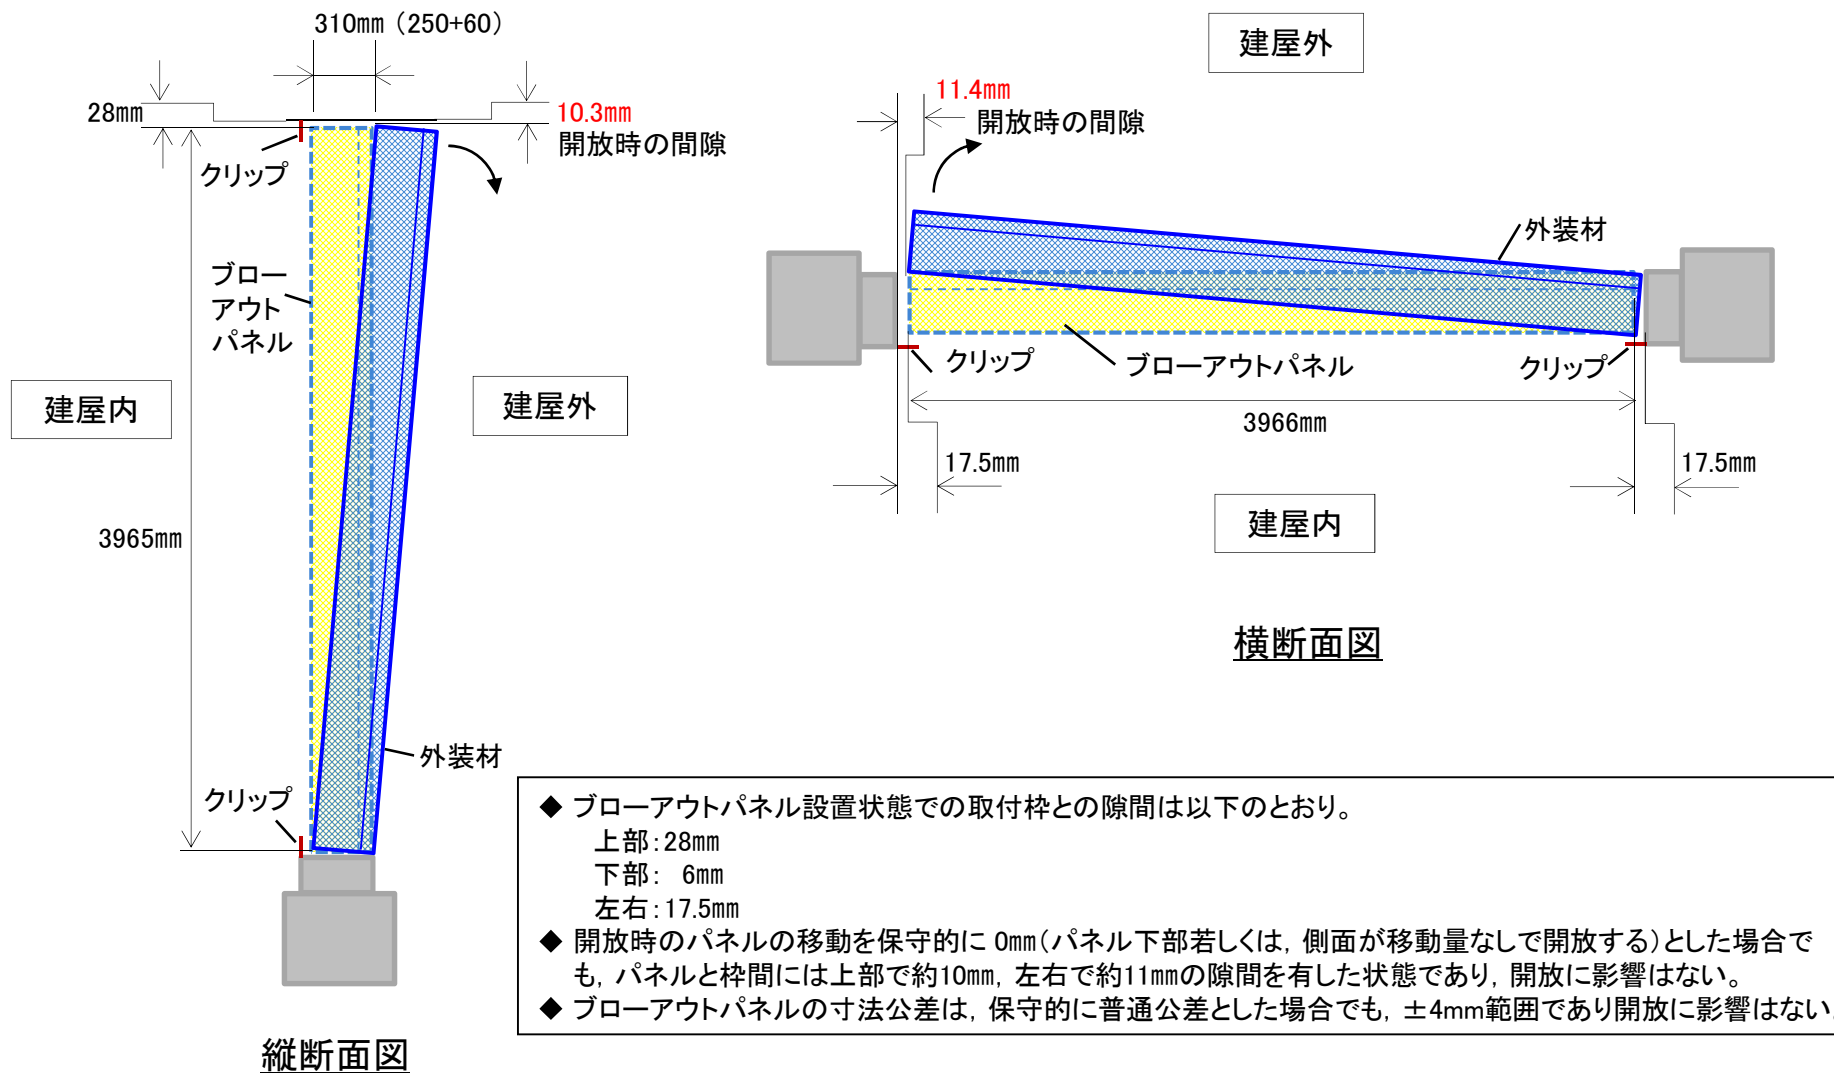 310mm（250+60）
28mm
10.3mm
開放時の間隙
クリップ
ブロー
アウト
パネル
建屋内
建屋外
3965mm
外装材
クリップ
縦断面図
建屋外
11.4mm
開放時の間隙
外装材
クリップ
ブローアウトパネル
クリップ
3966mm
17.5mm
17.5mm
建屋内
横断面図
◆ ブローアウトパネル設置状態での取付枠との隙間は以下のとおり。
上部：28mm
下部： 6mm
左右：17.5mm
◆ 開放時のパネルの移動を保守的に 0mm（パネル下部若しくは，側面が移動量なしで開放する）とした場合で
も，パネルと枠間には上部で約10mm，左右で約11mmの隙間を有した状態であり，開放に影響はない。
◆ ブローアウトパネルの寸法公差は，保守的に普通公差とした場合でも，±4mm範囲であり開放に影響はない。